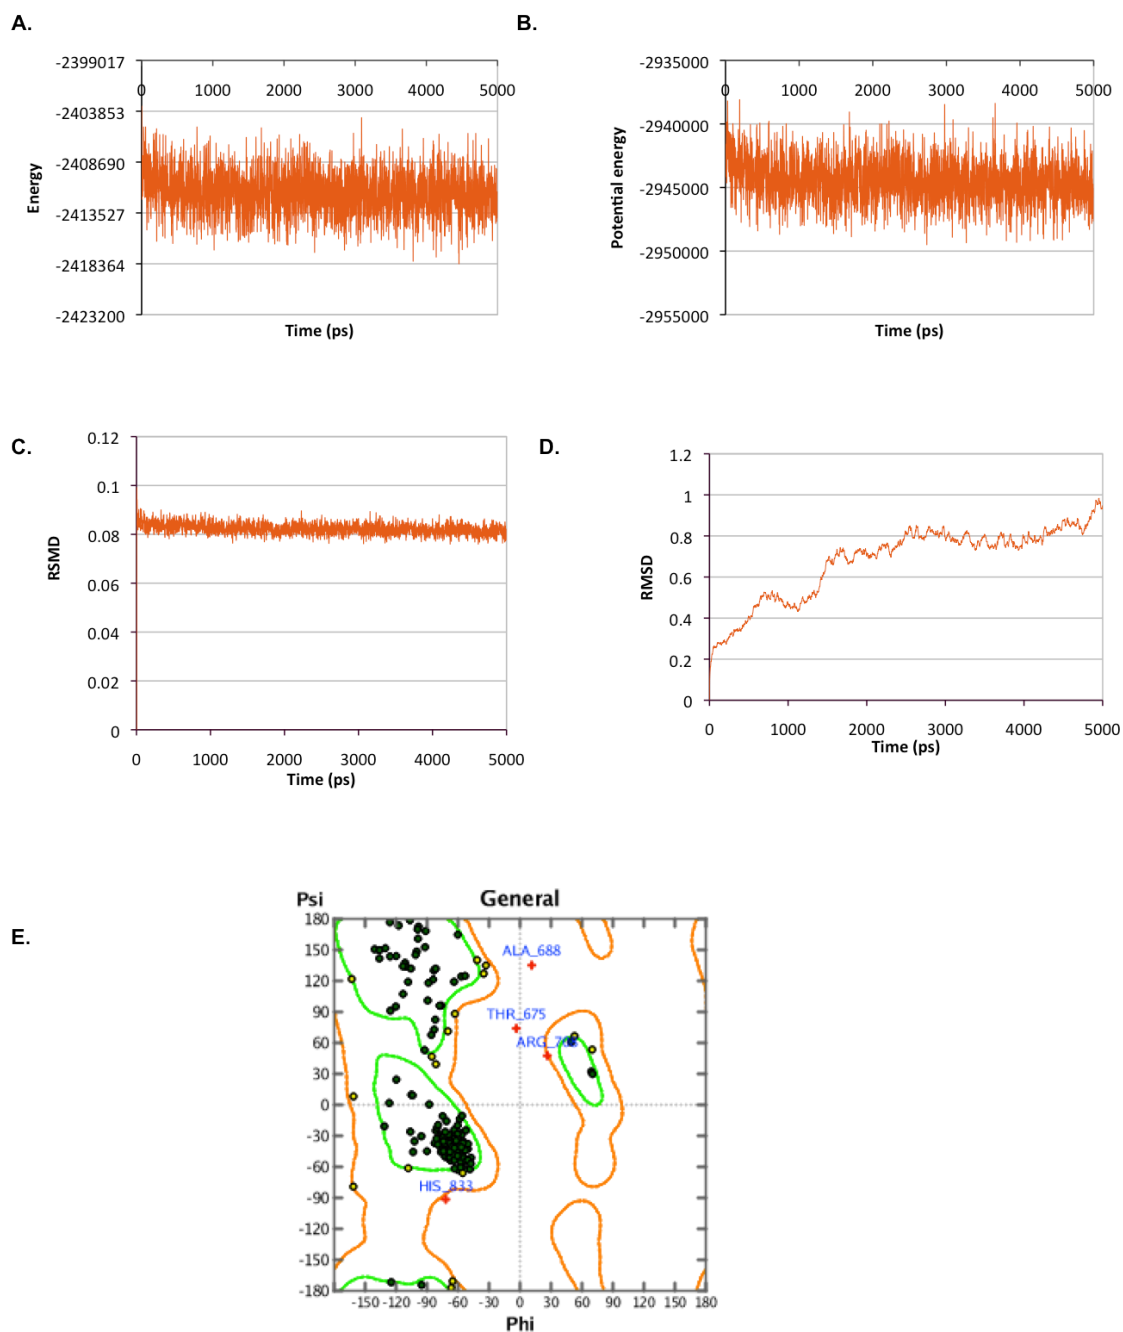 A.
B.
-2399017
0 1000 2000 3000 4000 5000
-2403853
-2408690
-2413527
-2418364
-2423200
Energy
Time (ps)
-2935000
0 1000 2000 3000 4000 5000
-2940000
-2945000
-2950000
-2955000
Potential energy
Time (ps)
C.
D.
0.12
0.1
0.08
0.06
0.04
0.02
0
RSMD
0 1000 2000 3000 4000 5000
Time (ps)
1.2
1
0.8
0.6
0.4
0.2
0
RMSD
0 1000 2000 3000 4000 5000
Time (ps)
E.
Psi
General
180
150
120
90
60
30
0
-30
-60
-90
-120
-150
-180
ALA_688
THR_675
HIS_833
-150 -120 -90 -60 -30 0 30 60 90 120 150 180
Phi